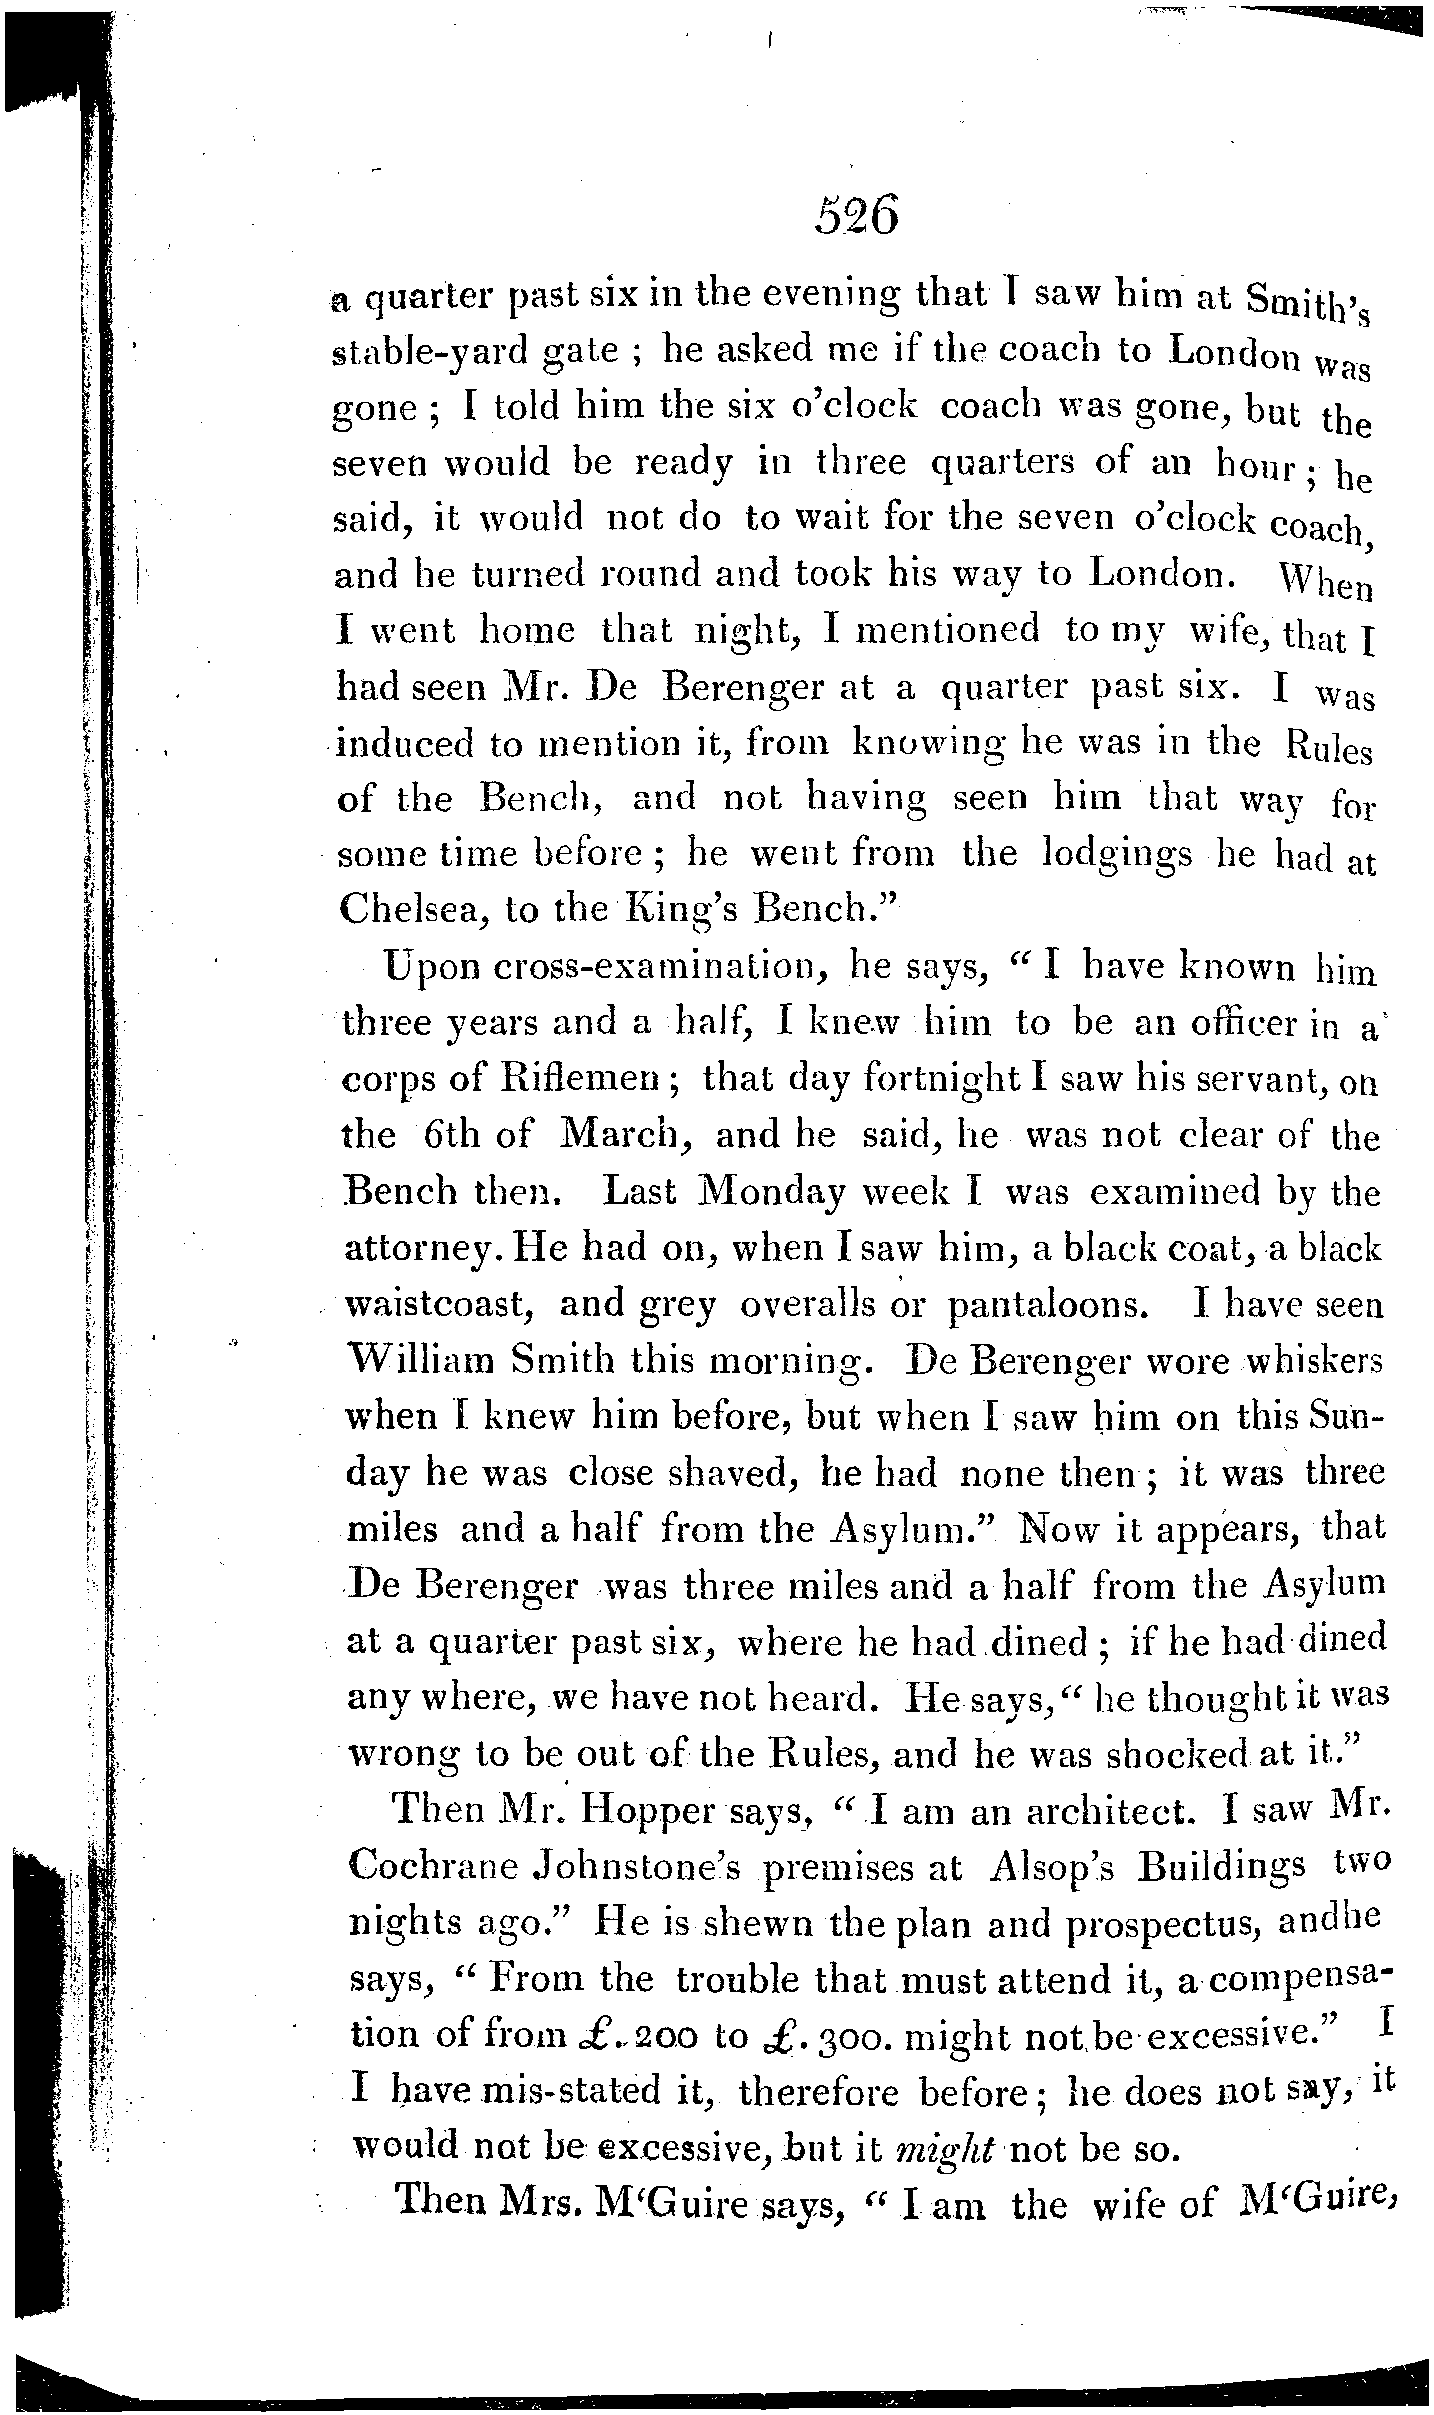 526
a quarter past six in the evening that I saw him at Smith's
stable-yard gate ; he asked me if the coach to London was
gone ; I told him the six o'clock coach was gone, but the
seven would be ready in three quarters of an hour ; he
said, it would not do to wait for the seven o'clock coach,
and he turned round and took his way to London. When
I went home that night, I mentioned to my wife, that I
had seen Mr. De Berenger at a quarter past six. I was
induced to mention it, from knowing he was in the Rules
of the Bench, and not having seen him that way for
some time before ; he went from the lodgings he had at
Chelsea, to the King's Bench."
Upon cross-examination, he says, " I have known him
three years and a half, I knew him to be an officer in a
corps of Riflemen ; that day fortnight I saw his servant, on
the 6th of March, and he said, he was not clear of the
Bench then. Last Monday week I was examined by the
attorney. He had on, when I saw him, a black coat, a black
waistcoast, and grey overalls or pantaloons. I have seen
William Smith this morning. De Berenger wore whiskers
when I knew him before, but when I saw him on this Sun-
day he was close shaved, he had none then ; it was three
miles and a half from the Asylum." Now it appears, that
De Berenger was three miles and a half from the Asylum
at a quarter past six, where he had dined ; if he had dined
any where, we have not heard. He says, " he thought it was
wrong to be out of the Rules, and he was shocked at it."
Then Mr. Hopper says, " I am an architect. I saw Mr.
Cochrane Johnstone's premises at Alsop's Buildings two
nights ago." He is shewn the plan and prospectus, andhe
says, " From the trouble that must attend it, a compensa-
tion of from £. 200 to £. 300. might not be excessive." I
I have mis-stated it, therefore before ; he does not say, it
would not be excessive, but it might not be so.
Then Mrs. M'Guire says, " I am the wife of M'Guire,